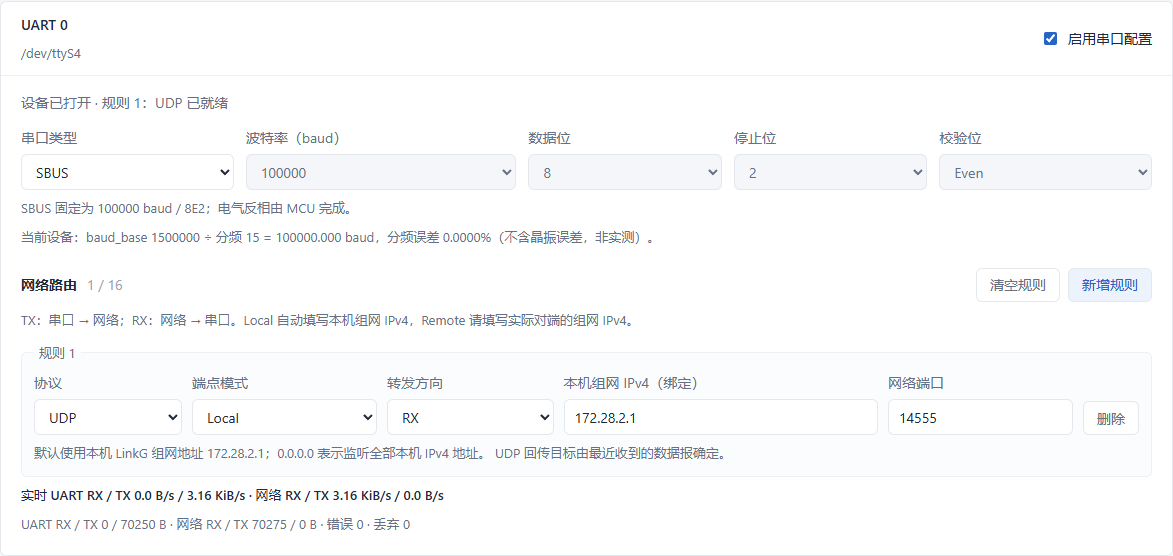 UART 0
/dev/ttyS4
启用串口配置
设备已打开 · 规则 1：UDP 已就绪
串口类型 波特率（baud） 数据位 停止位 校验位
SBUS 100000 8 2 Even
SBUS 固定为 100000 baud / 8E2；电气反相由 MCU 完成。
当前设备：baud_base 1500000 ÷ 分频 15 = 100000.000 baud，分频误差 0.0000%（不含晶振误差，非实测）。
网络路由 1 / 16 清空规则 新增规则
TX：串口 → 网络；RX：网络 → 串口。Local 自动填写本机组网 IPv4，Remote 请填写实际对端的组网 IPv4。
规则 1
协议 端点模式 转发方向 本机组网 IPv4（绑定） 网络端口
UDP Local RX 172.28.2.1 14555 删除
默认使用本机 LinkG 组网地址 172.28.2.1；0.0.0.0 表示监听全部本机 IPv4 地址。 UDP 回传目标由最近收到的数据报确定。
实时 UART RX / TX 0.0 B/s / 3.16 KiB/s · 网络 RX / TX 3.16 KiB/s / 0.0 B/s
UART RX / TX 0 / 70250 B · 网络 RX / TX 70275 / 0 B · 错误 0 · 丢弃 0